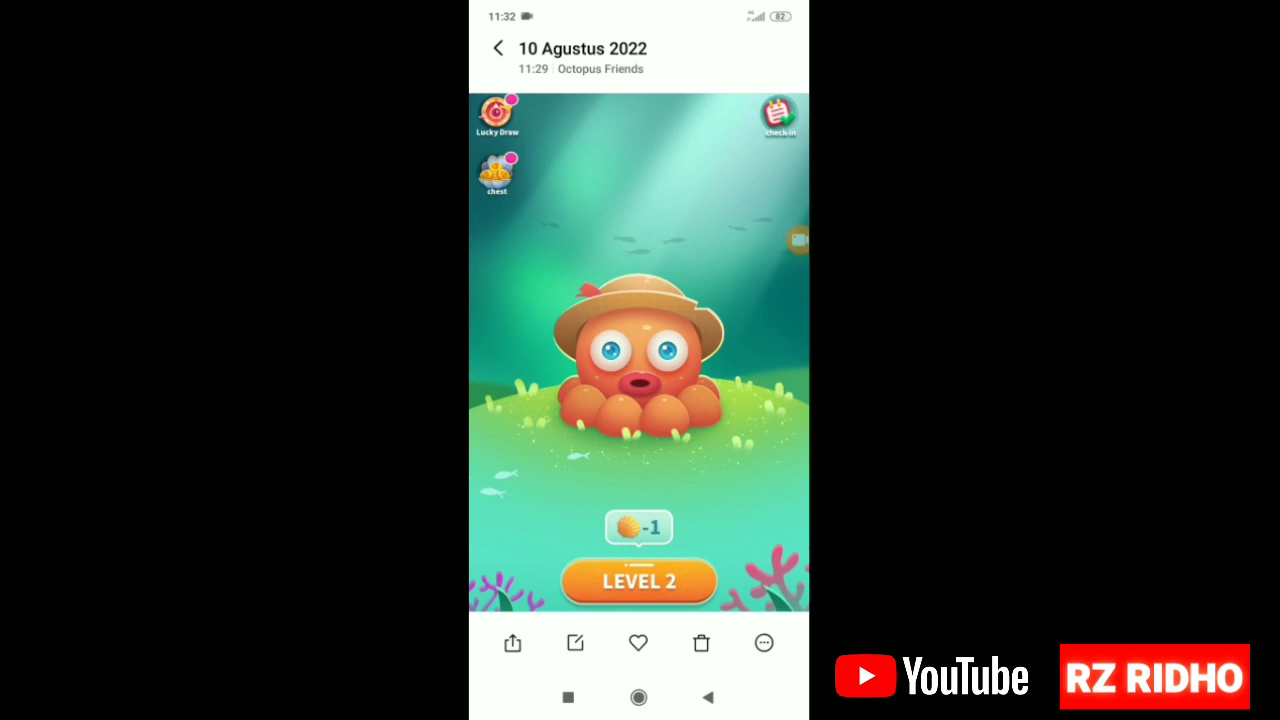 11:32
82
10 Agustus 2022
11:29 Octopus Friends
Lucky Draw
check-in
chest
-1
LEVEL 2
YouTube
RZ RIDHO